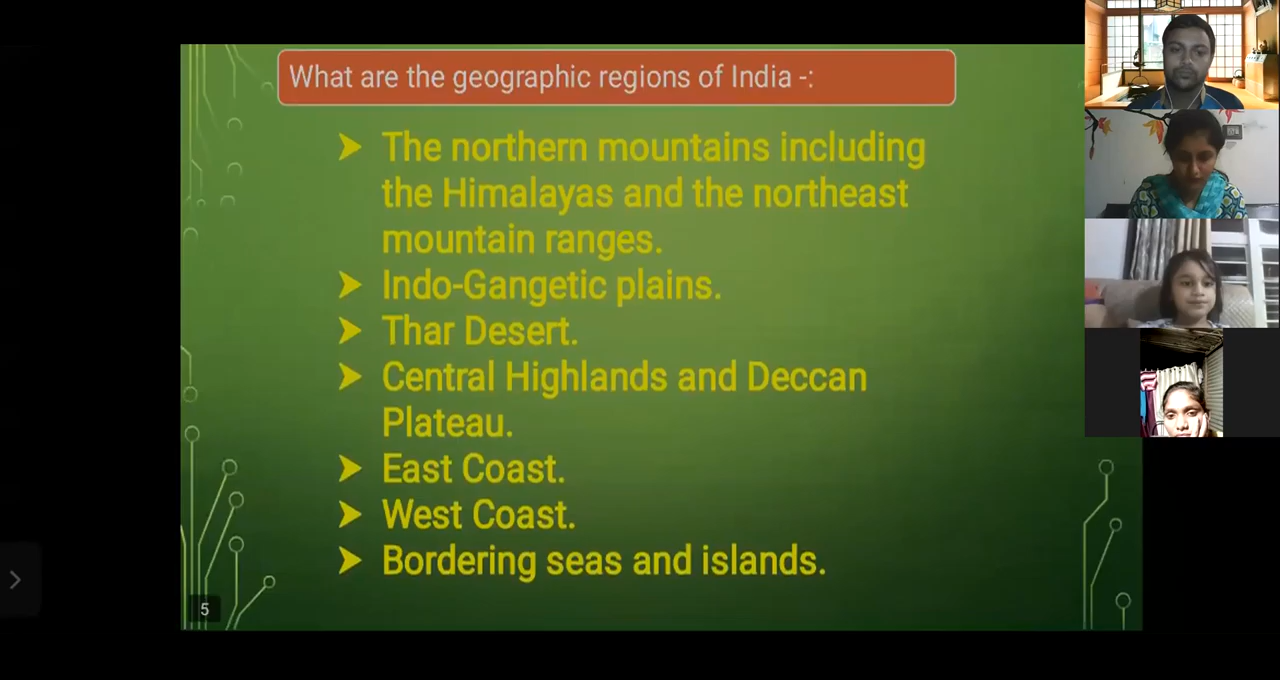 What are the geographic regions of India -:
➤ The northern mountains including
the Himalayas and the northeast
mountain ranges.
➤ Indo-Gangetic plains.
➤ Thar Desert.
➤ Central Highlands and Deccan
Plateau.
➤ East Coast.
➤ West Coast.
➤ Bordering seas and islands.
5